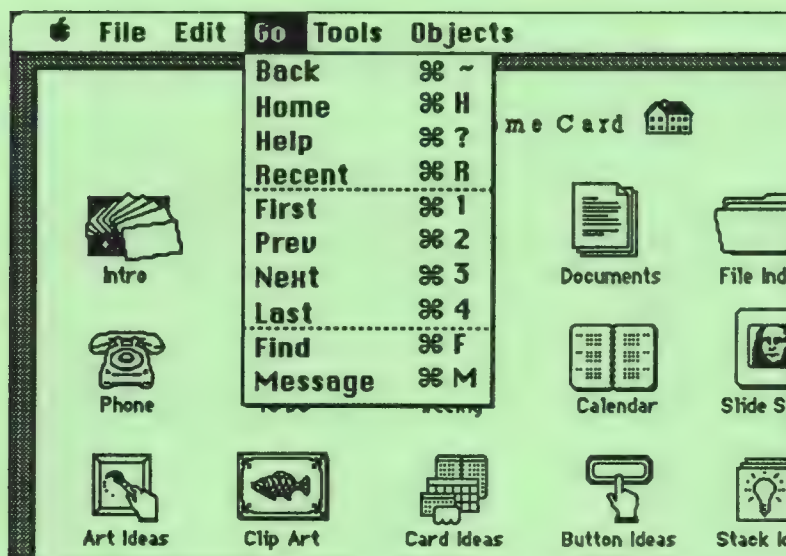 File Edit Go Tools Objects
Back ⌘ ~
Home ⌘ H
Help ⌘ ?
Recent ⌘ R
First ⌘ 1
Prev ⌘ 2
Next ⌘ 3
Last ⌘ 4
Find ⌘ F
Message ⌘ M
me Card
Intro
Documents
File Ind
Phone
Calendar
Slide S
Art Ideas
Clip Art
Card Ideas
Button Ideas
Stack